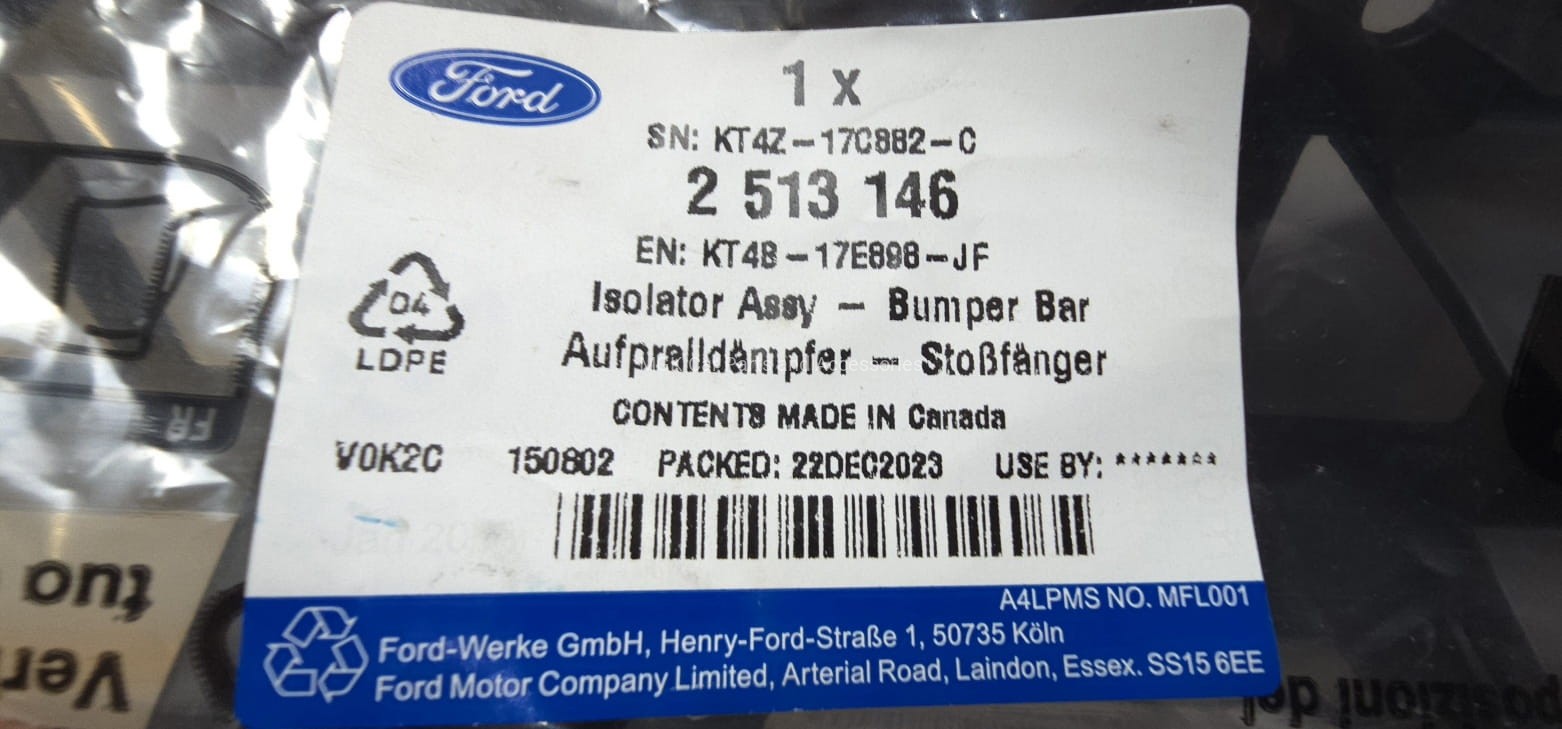 Ford
1 x
SN: KT4Z-17C882-C
2 513 146
EN: KT4B-17E898-JF
Isolator Assy - Bumper Bar
Aufpralldämpfer - Stoßfänger
04
LDPE
CONTENTS MADE IN Canada
V0K2C 150802 PACKED: 22DEC2023 USE BY: *******
A4LPMS NO. MFL001
Ford-Werke GmbH, Henry-Ford-Straße 1, 50735 Köln
Ford Motor Company Limited, Arterial Road, Laindon, Essex. SS15 6EE
FR
tua